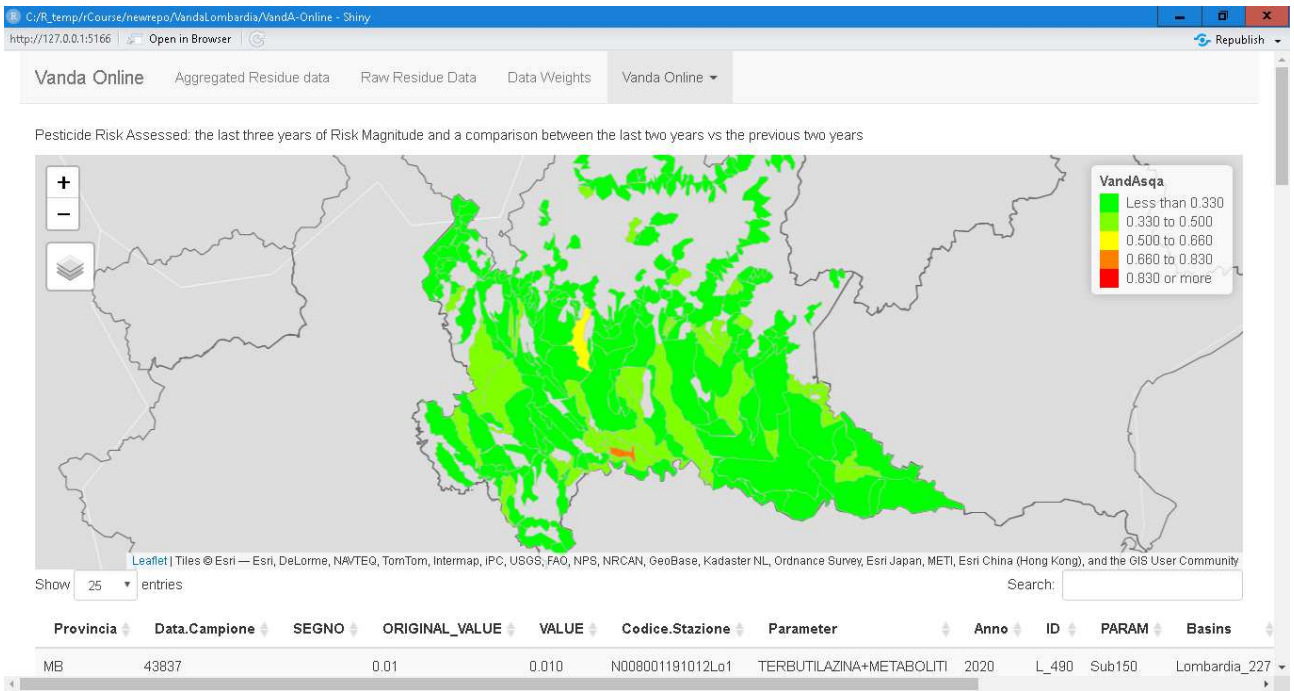 C:/R_temp/rCourse/newrepo/VandaLombardia/VandA-Online - Shiny
http://127.0.0.1:5166 Open in Browser Republish
Vanda Online Aggregated Residue data Raw Residue Data Data Weights Vanda Online
Pesticide Risk Assessed: the last three years of Risk Magnitude and a comparison between the last two years vs the previous two years
+
−
VandAsqa
Less than 0.330
0.330 to 0.500
0.500 to 0.660
0.660 to 0.830
0.830 or more
Leaflet | Tiles © Esri — Esri, DeLorme, NAVTEQ, TomTom, Intermap, iPC, USGS, FAO, NPS, NRCAN, GeoBase, Kadaster NL, Ordnance Survey, Esri Japan, METI, Esri China (Hong Kong), and the GIS User Community
Show 25 entries Search:
Provincia Data.Campione SEGNO ORIGINAL_VALUE VALUE Codice.Stazione Parameter Anno ID PARAM Basins
MB 43837 0.01 0.010 N008001191012Lo1 TERBUTILAZINA+METABOLITI 2020 L_490 Sub150 Lombardia_227